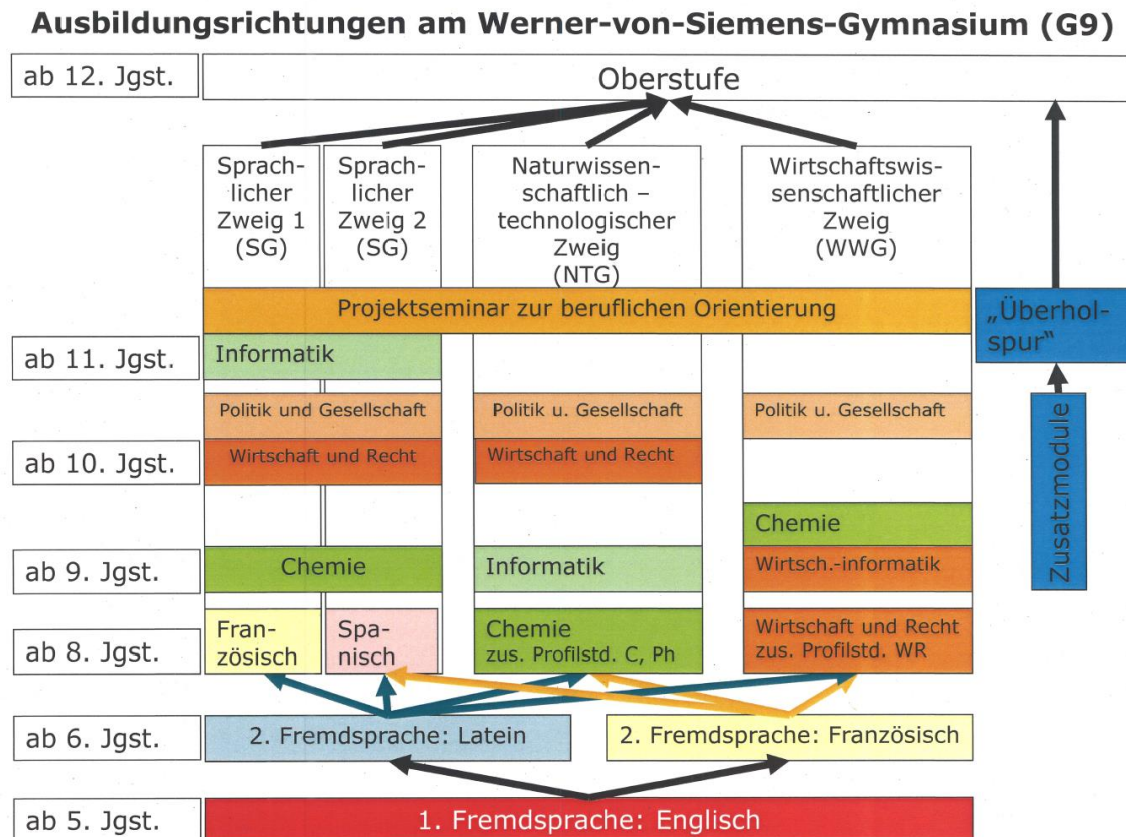 Ausbildungsrichtungen am Werner-von-Siemens-Gymnasium (G9)
ab 12. Jgst.
Oberstufe
Sprach-
licher
Zweig 1
(SG)
Sprach-
licher
Zweig 2
(SG)
Naturwissen-
schaftlich –
technologischer
Zweig
(NTG)
Wirtschaftswis-
senschaftlicher
Zweig
(WWG)
Projektseminar zur beruflichen Orientierung
„Überhol-
spur“
ab 11. Jgst.
Informatik
Politik und Gesellschaft
Politik u. Gesellschaft
Politik u. Gesellschaft
ab 10. Jgst.
Wirtschaft und Recht
Wirtschaft und Recht
Zusatzmodule
Chemie
ab 9. Jgst.
Chemie
Informatik
Wirtsch.-informatik
ab 8. Jgst.
Fran-
zösisch
Spa-
nisch
Chemie
zus. Profilstd. C, Ph
Wirtschaft und Recht
zus. Profilstd. WR
ab 6. Jgst.
2. Fremdsprache: Latein
2. Fremdsprache: Französisch
ab 5. Jgst.
1. Fremdsprache: Englisch